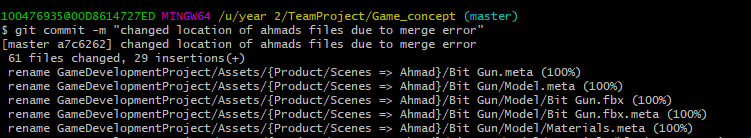 100476935@00D8614727ED MINGW64 /u/year 2/TeamProject/Game_concept (master)
$ git commit -m "changed location of ahmads files due to merge error"
[master a7c6262] changed location of ahmads files due to merge error
61 files changed, 29 insertions(+)
rename GameDevelopmentProject/Assets/{Product/Scenes => Ahmad}/Bit Gun.meta (100%)
rename GameDevelopmentProject/Assets/{Product/Scenes => Ahmad}/Bit Gun/Model.meta (100%)
rename GameDevelopmentProject/Assets/{Product/Scenes => Ahmad}/Bit Gun/Model/Bit Gun.fbx (100%)
rename GameDevelopmentProject/Assets/{Product/Scenes => Ahmad}/Bit Gun/Model/Bit Gun.fbx.meta (100%)
rename GameDevelopmentProject/Assets/{Product/Scenes => Ahmad}/Bit Gun/Model/Materials.meta (100%)